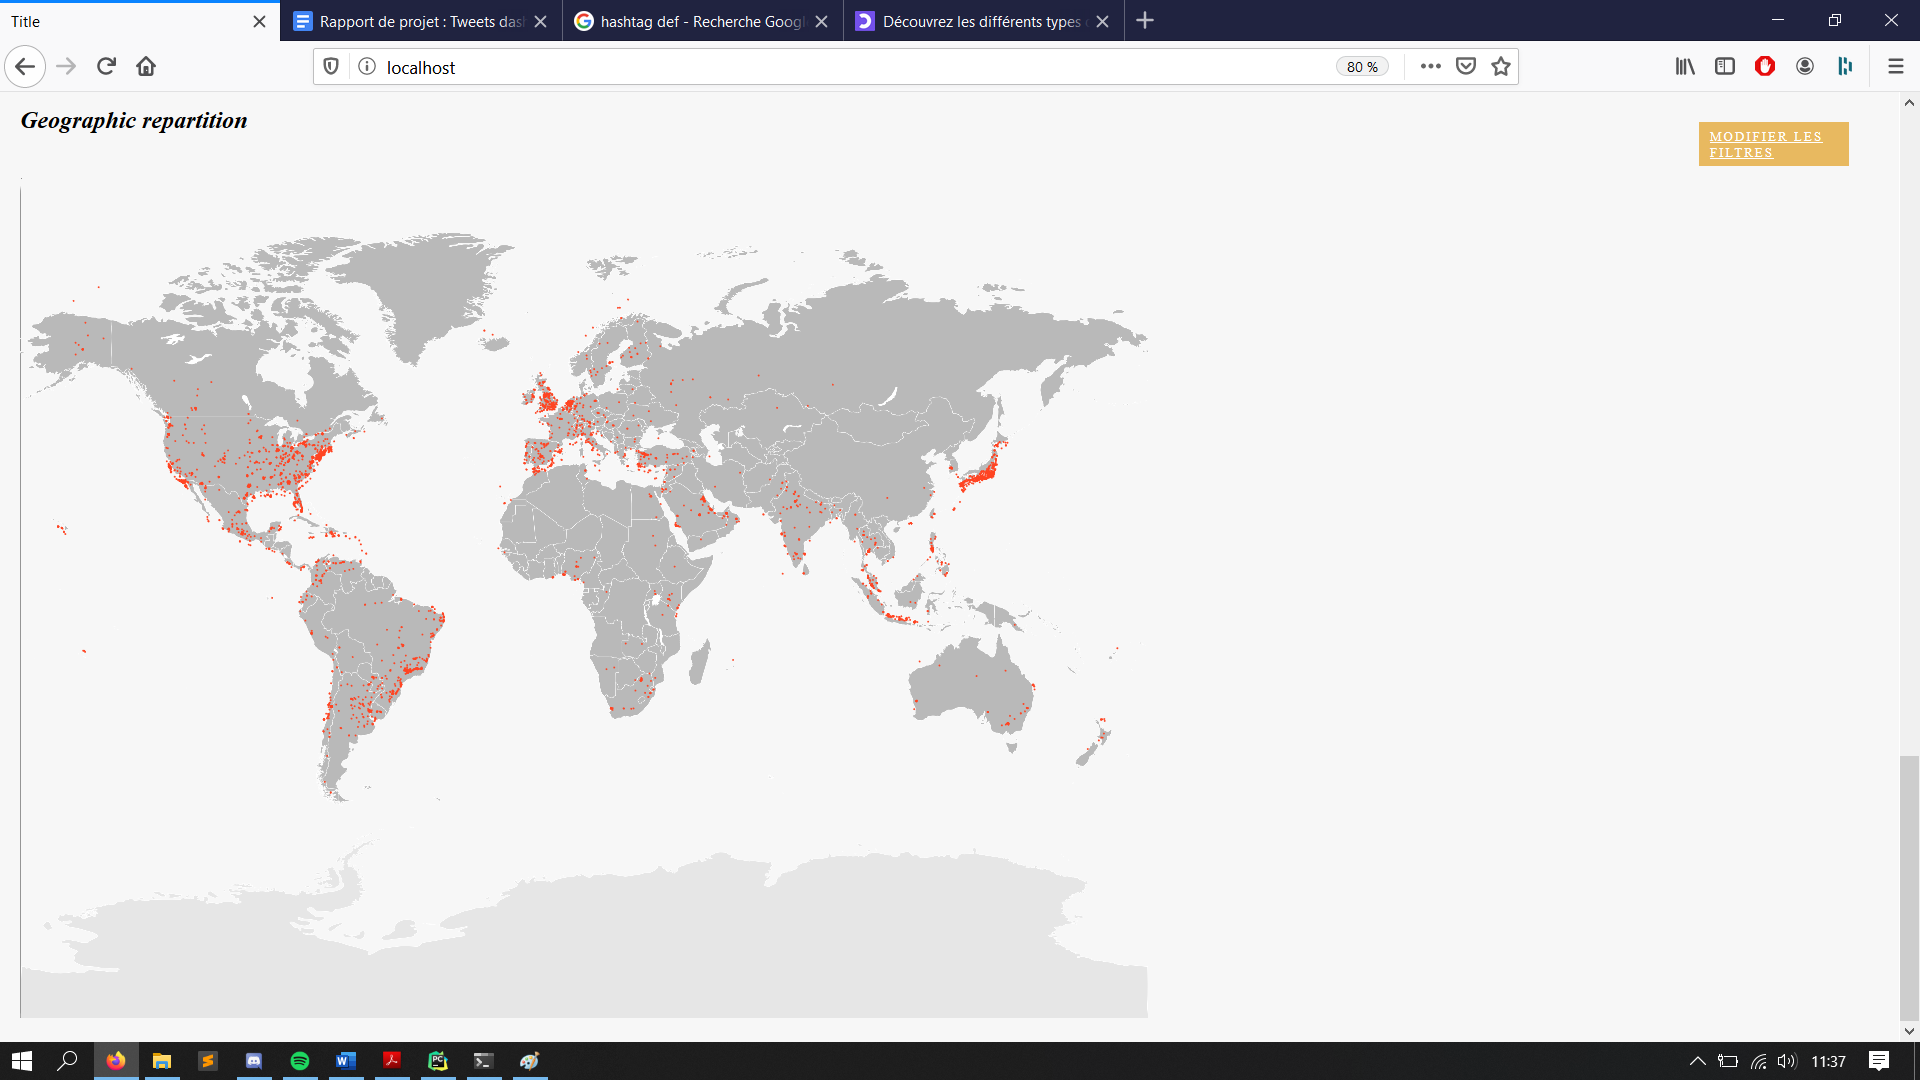 Title
Rapport de projet : Tweets das
hashtag def - Recherche Googl
Découvrez les différents types
localhost
80 %
Geographic repartition
MODIFIER LES
FILTRES
11:37